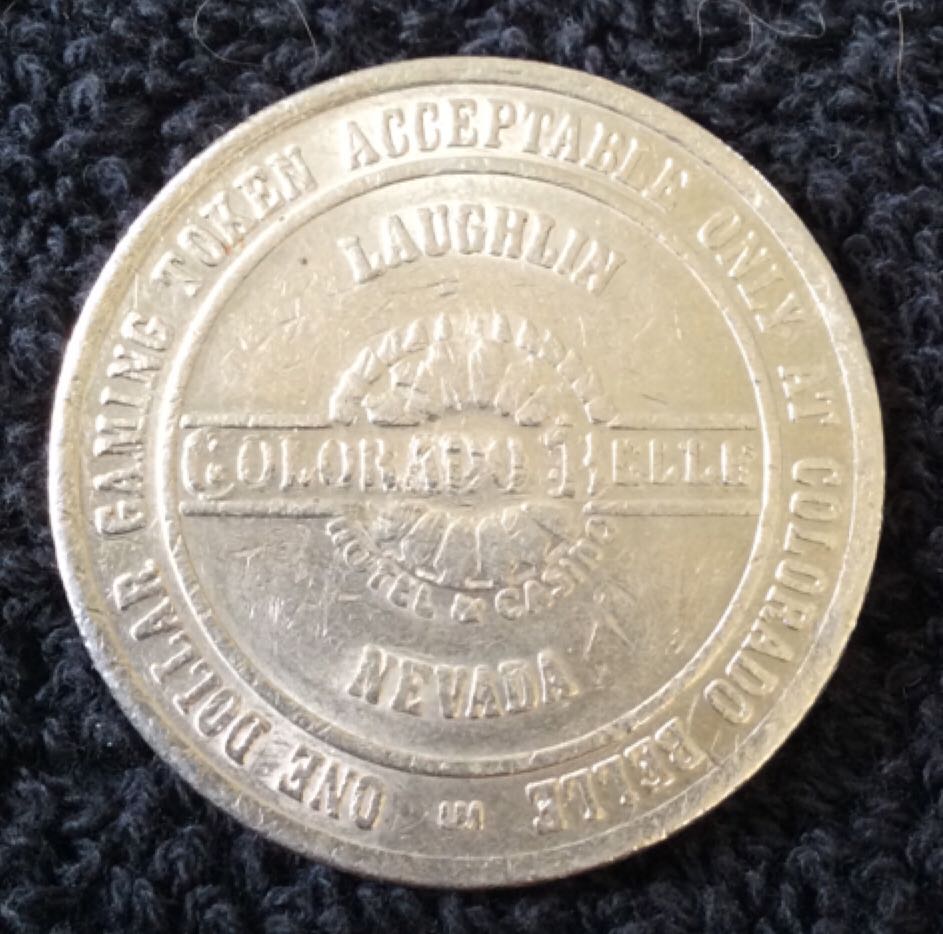 ONE DOLLAR GAMING TOKEN ACCEPTABLE ONLY AT COLORADO BELLE
LAUGHLIN
COLORADO BELLE
HOTEL & CASINO
NEVADA